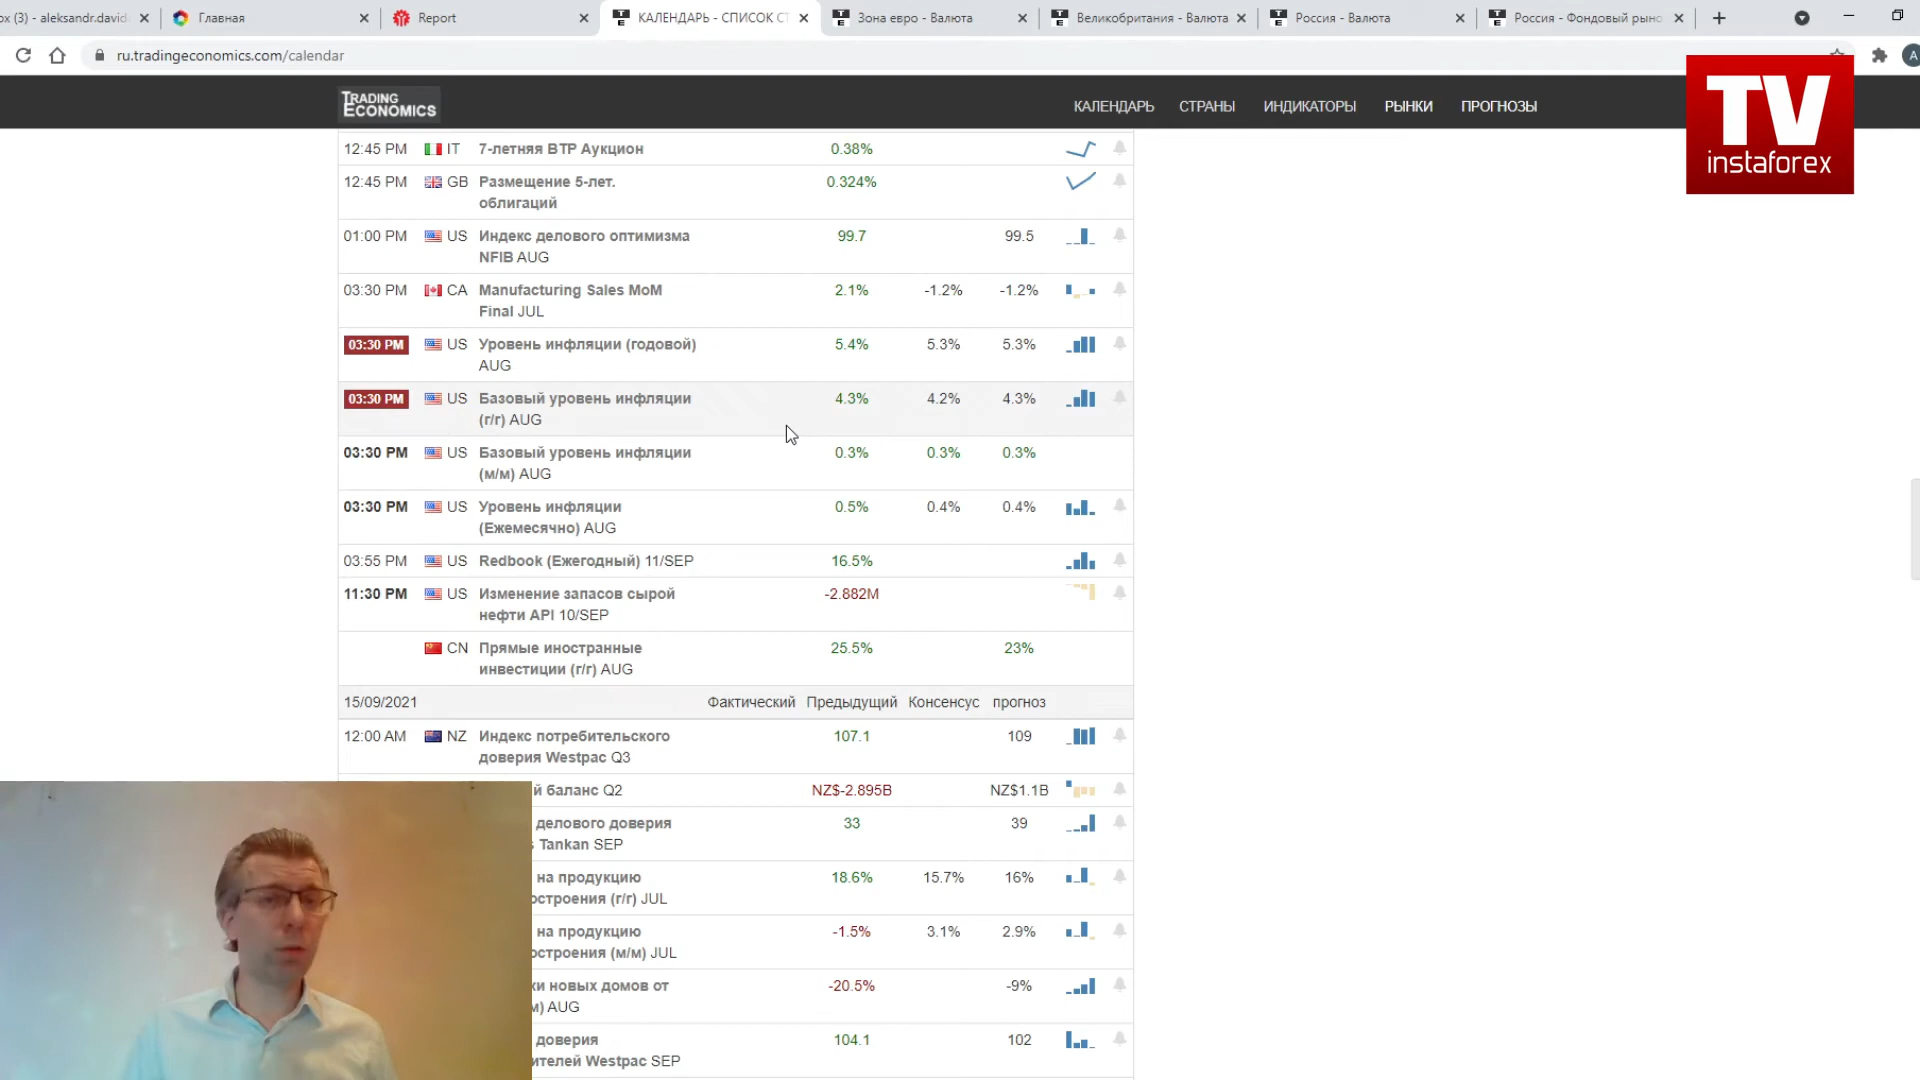 ox (3) - aleksandr.david
Главная
Report
КАЛЕНДАРЬ - СПИСОК СТ
Зона евро - Валюта
Великобритания - Валюта
Россия - Валюта
Россия - Фондовый рыно
ru.tradingeconomics.com/calendar
A
TRADING
ECONOMICS
КАЛЕНДАРЬ СТРАНЫ ИНДИКАТОРЫ РЫНКИ ПРОГНОЗЫ
TV
instaforex
12:45 PM IT 7-летняя BTP Аукцион 0.38%
12:45 PM GB Размещение 5-лет. 0.324%
облигаций
01:00 PM US Индекс делового оптимизма 99.7 99.5
NFIB AUG
03:30 PM CA Manufacturing Sales MoM 2.1% -1.2% -1.2%
Final JUL
03:30 PM US Уровень инфляции (годовой) 5.4% 5.3% 5.3%
AUG
03:30 PM US Базовый уровень инфляции 4.3% 4.2% 4.3%
(г/г) AUG
03:30 PM US Базовый уровень инфляции 0.3% 0.3% 0.3%
(м/м) AUG
03:30 PM US Уровень инфляции 0.5% 0.4% 0.4%
(Ежемесячно) AUG
03:55 PM US Redbook (Ежегодный) 11/SEP 16.5%
11:30 PM US Изменение запасов сырой -2.882M
нефти API 10/SEP
CN Прямые иностранные 25.5% 23%
инвестиции (г/г) AUG
15/09/2021 Фактический Предыдущий Консенсус прогноз
12:00 AM NZ Индекс потребительского 107.1 109
доверия Westpac Q3
й баланс Q2 NZ$-2.895B NZ$1.1B
делового доверия 33 39
s Tankan SEP
на продукцию 18.6% 15.7% 16%
остроения (г/г) JUL
на продукцию -1.5% 3.1% 2.9%
остроения (м/м) JUL
ки новых домов от -20.5% -9%
м) AUG
доверия 104.1 102
ителей Westpac SEP